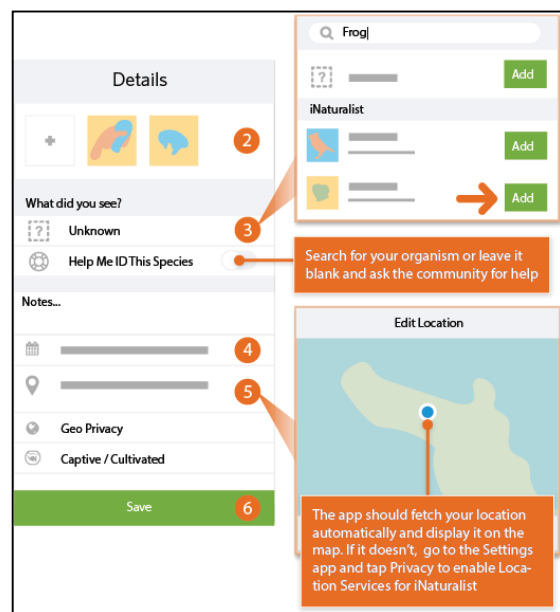 Details
2
What did you see?
Unknown
3
Help Me ID This Species
Notes...
4
5
Geo Privacy
Captive / Cultivated
Save
6
Frog
Add
iNaturalist
Add
Add
Search for your organism or leave it
blank and ask the community for help
Edit Location
The app should fetch your location
automatically and display it on the
map. If it doesn't, go to the Settings
app and tap Privacy to enable Loca-
tion Services for iNaturalist